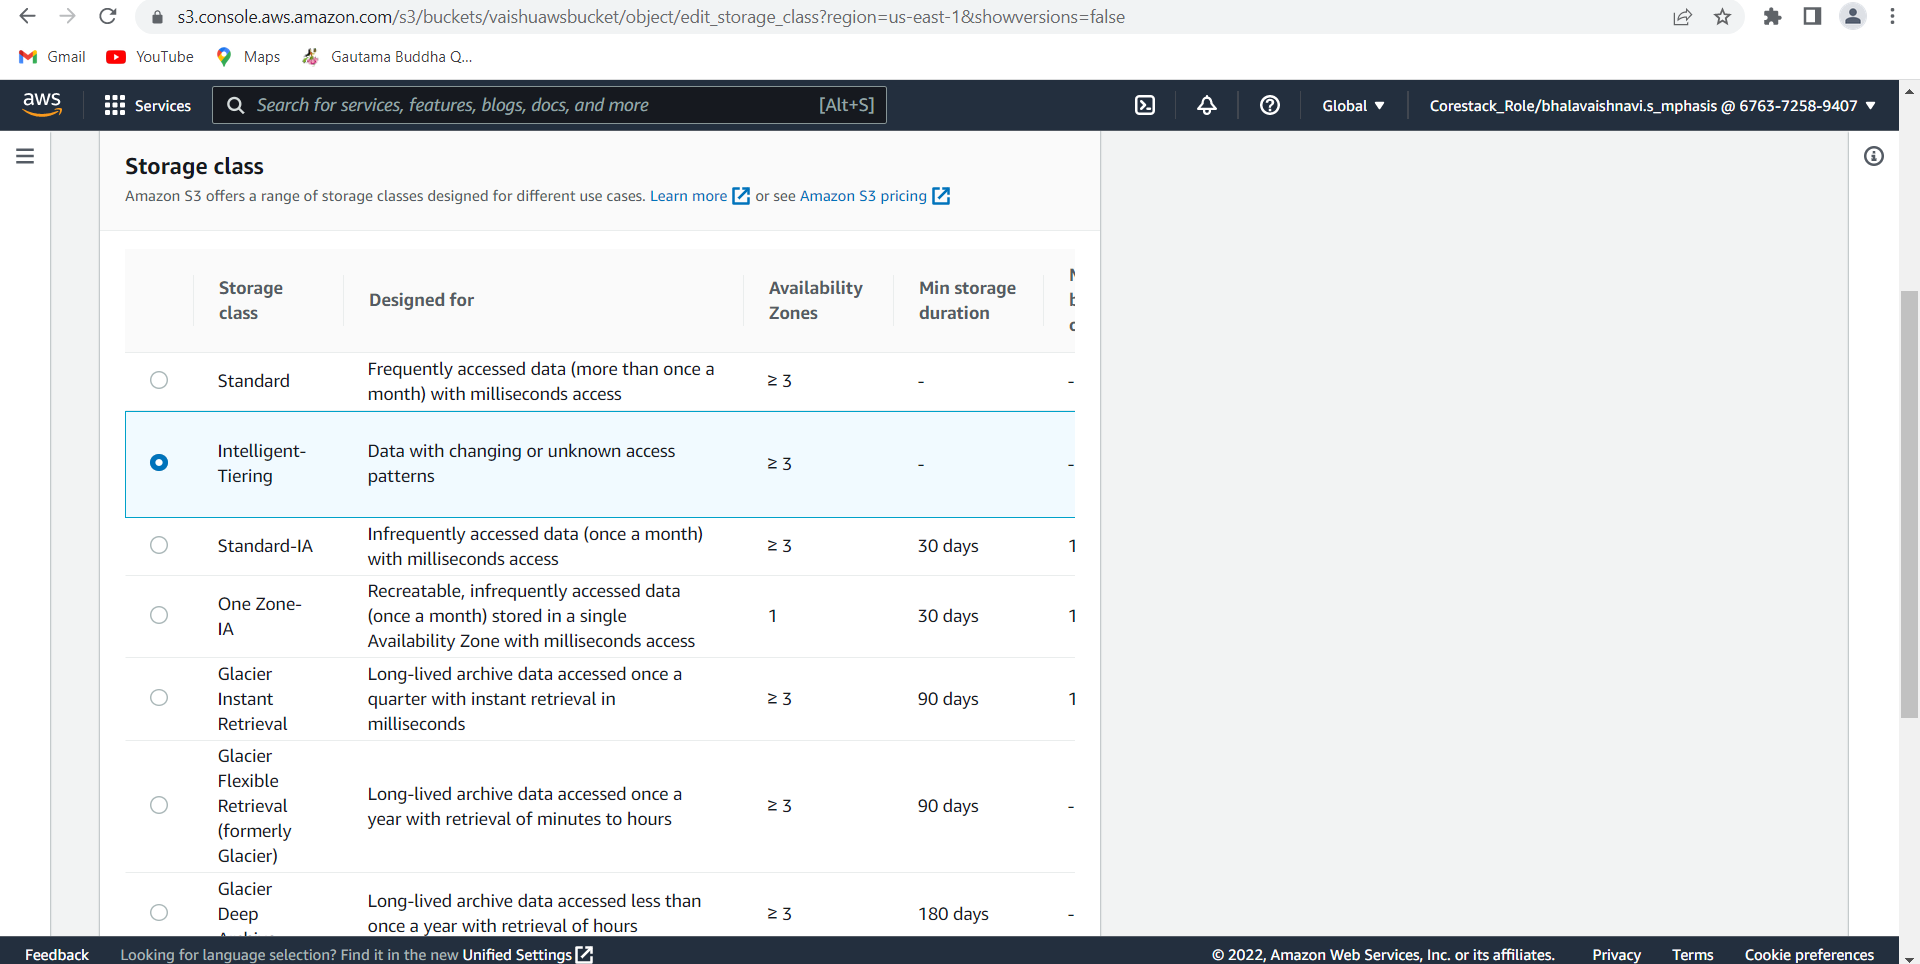 s3.console.aws.amazon.com/s3/buckets/vaishuawsbucket/object/edit_storage_class?region=us-east-1&showversions=false
Gmail YouTube Maps Gautama Buddha Q...
aws Services Search for services, features, blogs, docs, and more [Alt+S] Global Corestack_Role/bhalavaishnavi.s_mphasis @ 6763-7258-9407
Storage class
Amazon S3 offers a range of storage classes designed for different use cases. Learn more or see Amazon S3 pricing
Storage
class
Designed for
Availability
Zones
Min storage
duration
Standard
Frequently accessed data (more than once a
month) with milliseconds access
≥ 3
-
-
Intelligent-
Tiering
Data with changing or unknown access
patterns
≥ 3
-
-
Standard-IA
Infrequently accessed data (once a month)
with milliseconds access
≥ 3
30 days
1
One Zone-
IA
Recreatable, infrequently accessed data
(once a month) stored in a single
Availability Zone with milliseconds access
1
30 days
1
Glacier
Instant
Retrieval
Long-lived archive data accessed once a
quarter with instant retrieval in
milliseconds
≥ 3
90 days
1
Glacier
Flexible
Retrieval
(formerly
Glacier)
Long-lived archive data accessed once a
year with retrieval of minutes to hours
≥ 3
90 days
-
Glacier
Deep
Long-lived archive data accessed less than
once a year with retrieval of hours
≥ 3
180 days
-
Feedback Looking for language selection? Find it in the new Unified Settings © 2022, Amazon Web Services, Inc. or its affiliates. Privacy Terms Cookie preferences